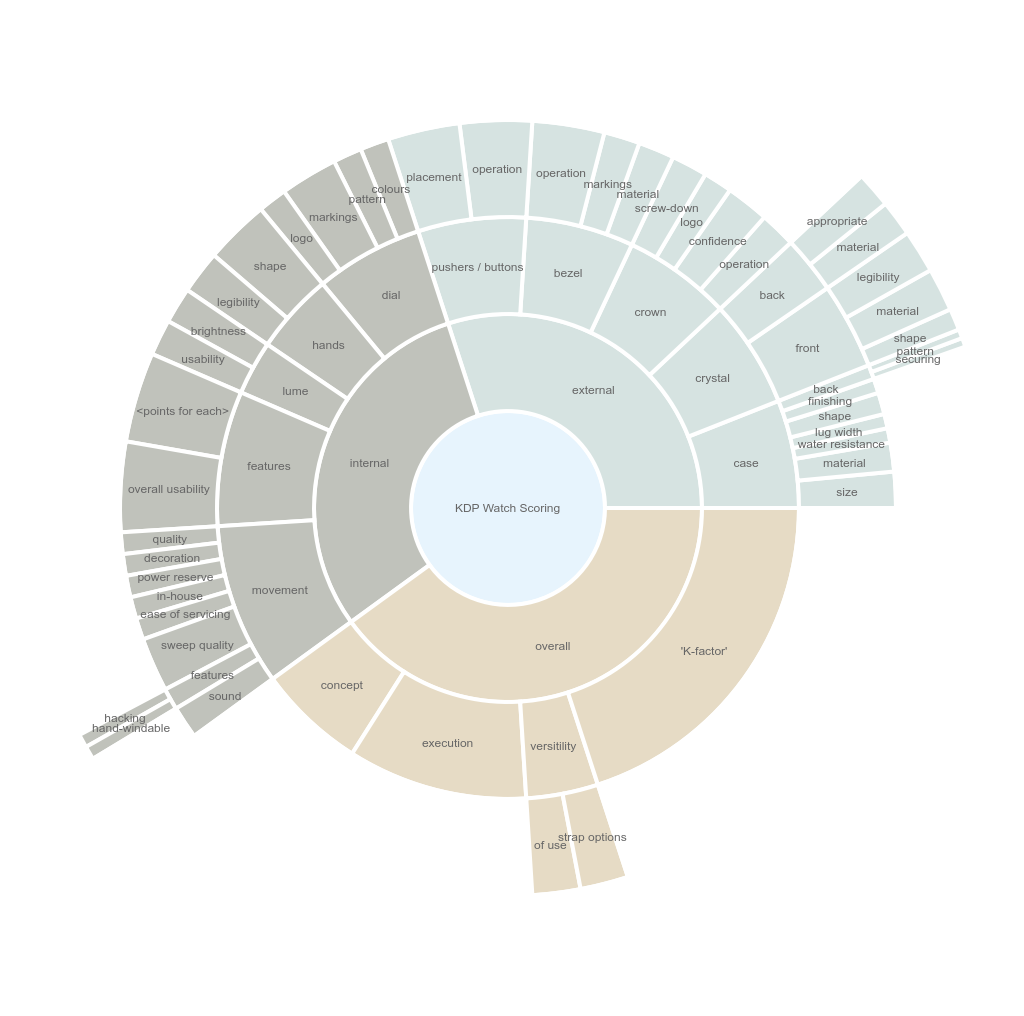 placement
operation
operation
markings
material
screw-down
logo
confidence
operation
colours
pattern
markings
logo
shape
legibility
brightness
usability
<points for each>
overall usability
quality
decoration
power reserve
in-house
ease of servicing
sweep quality
features
sound
hacking
hand-windable
pushers / buttons
bezel
crown
back
front
appropriate
material
legibility
material
shape
pattern
securing
back
finishing
shape
lug width
water resistance
material
size
dial
hands
lume
features
movement
crystal
case
external
internal
KDP Watch Scoring
overall
'K-factor'
concept
execution
versitility
of use
strap options